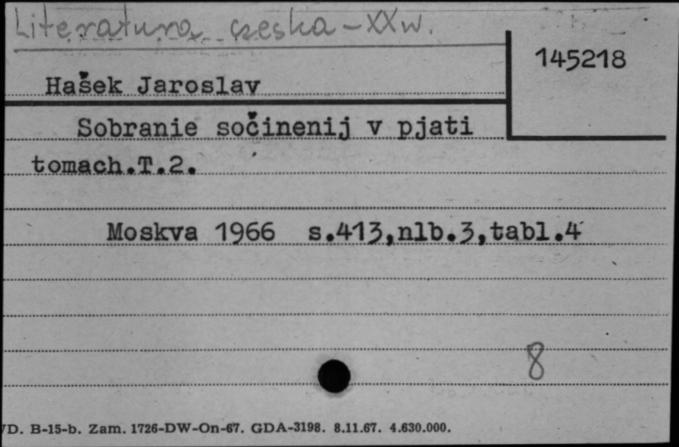 Literatura czeska - XX w.
145218
Hašek Jaroslav
Sobranie sočinenij v pjati
tomach.T.2.
Moskva 1966 s.413,nlb.3,tabl.4
8
D. B-15-b. Zam. 1726-DW-On-67. GDA-3198. 8.11.67. 4.630.000.